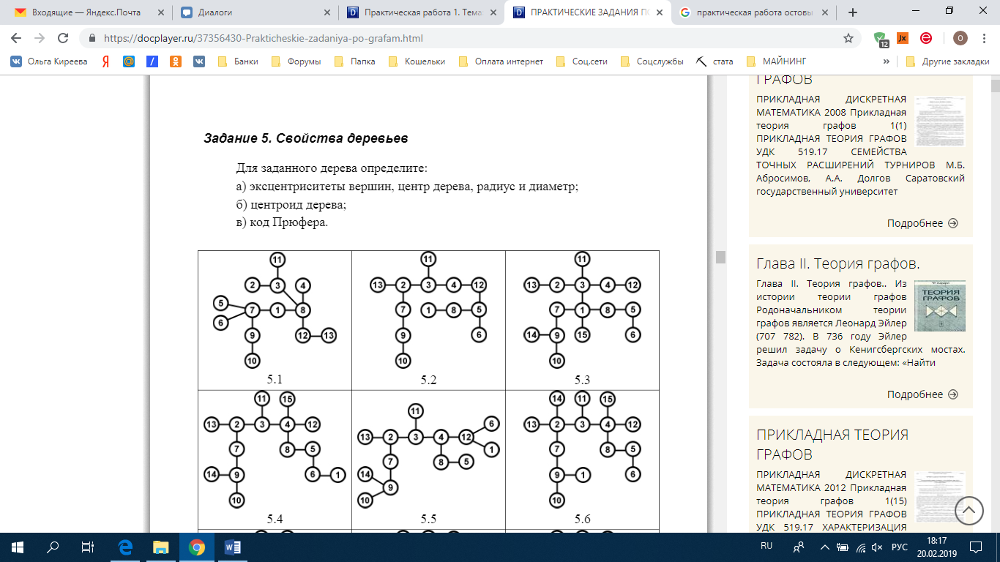 Входящие — Яндекс.Почта
Диалоги
Практическая работа 1. Тема:
ПРАКТИЧЕСКИЕ ЗАДАНИЯ ПО
практическая работа остовы
https://docplayer.ru/37356430-Prakticheskie-zadaniya-po-grafam.html
12
Jx
e
О
Ольга Киреева
Я
Банки
Форумы
Папка
Кошельки
Оплата интернет
Соц.сети
Соцслужбы
стата
МАЙНИНГ
»
Другие закладки
Задание 5. Свойства деревьев
Для заданного дерева определите:
а) эксцентриситеты вершин, центр дерева, радиус и диаметр;
б) центроид дерева;
в) код Прюфера.
11
2 3 4
5
7 1 8
6
9 12 13
10
5.1
11
13 2 3 4 12
7 1 8 5
9 6
10
5.2
11
13 2 3 4 12
7 1 8 5
14 9 15 6
10
5.3
11 15
13 2 3 4 12
7 8 5
14 9 6 1
10
5.4
11
6
13 2 3 4 12
1
7 8 5
14
9
10
5.5
14 11 15
13 2 3 4 12
7 8 5
9 1 6
10
5.6
ГРАФОВ
ПРИКЛАДНАЯ ДИСКРЕТНАЯ
МАТЕМАТИКА 2008 Прикладная
теория графов 1(1)
ПРИКЛАДНАЯ ТЕОРИЯ ГРАФОВ
УДК 519.17 СЕМЕЙСТВА
ТОЧНЫХ РАСШИРЕНИЙ ТУРНИРОВ М.Б.
Абросимов, А.А. Долгов Саратовский
государственный университет
Подробнее
Глава II. Теория графов.
Глава II. Теория графов.. Из
истории теории графов
Родоначальником теории
графов является Леонард Эйлер
(707 782). В 736 году Эйлер
решил задачу о Кенигсбергских мостах.
Задача состояла в следующем: «Найти
ТЕОРИЯ
ГРАФОВ
Подробнее
ПРИКЛАДНАЯ ТЕОРИЯ
ГРАФОВ
ПРИКЛАДНАЯ ДИСКРЕТНАЯ
МАТЕМАТИКА 2012 Прикладная
теория графов 1(15)
ПРИКЛАДНАЯ ТЕОРИЯ ГРАФОВ
УДК 519.17 ХАРАКТЕРИЗАЦИЯ
RU
РУС
18:17
20.02.2019